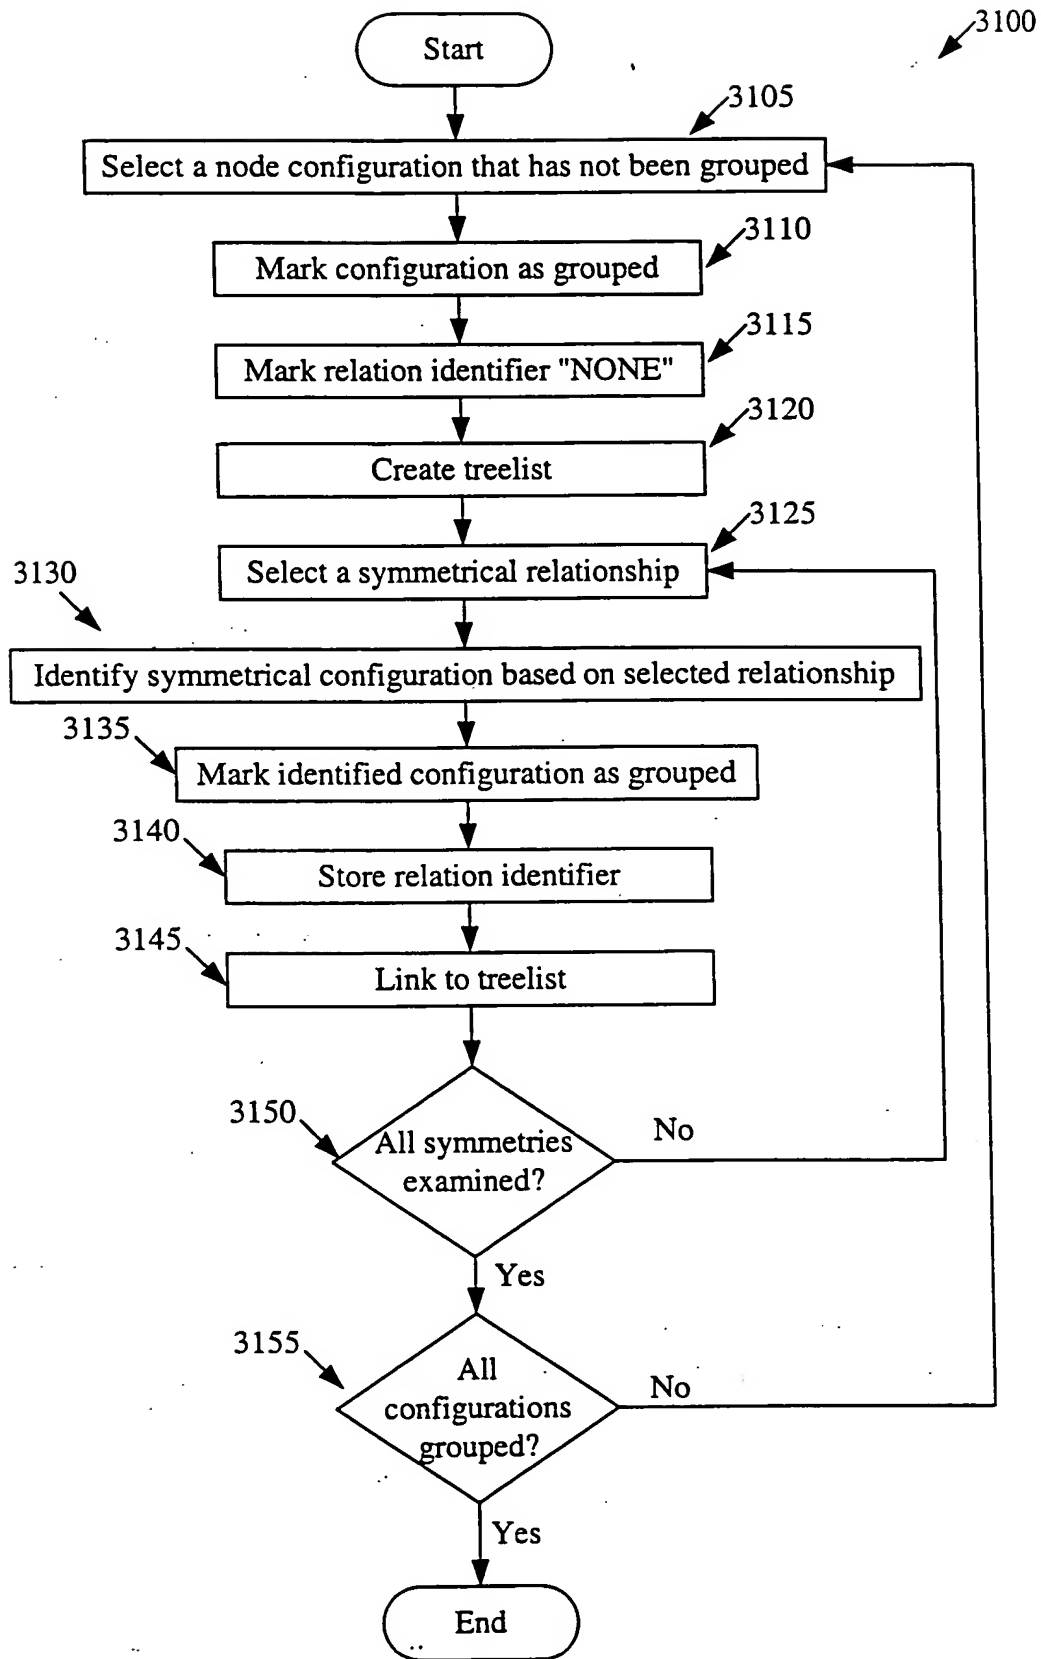 3100
Start
3105
Select a node configuration that has not been grouped
3110
Mark configuration as grouped
3115
Mark relation identifier "NONE"
3120
Create treelist
3125
Select a symmetrical relationship
3130
Identify symmetrical configuration based on selected relationship
3135
Mark identified configuration as grouped
3140
Store relation identifier
3145
Link to treelist
3150
All symmetries
examined?
No
Yes
3155
All
configurations
grouped?
No
Yes
End